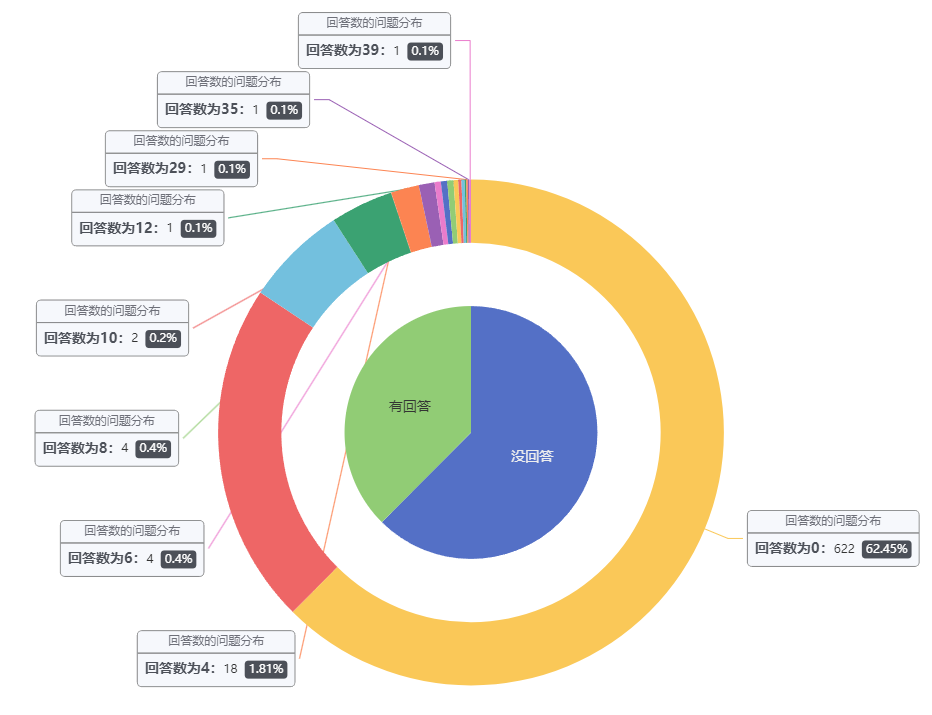 回答数的问题分布
回答数为39： 1 0.1%
回答数的问题分布
回答数为35： 1 0.1%
回答数的问题分布
回答数为29： 1 0.1%
回答数的问题分布
回答数为12： 1 0.1%
回答数的问题分布
回答数为10： 2 0.2%
回答数的问题分布
回答数为8： 4 0.4%
回答数的问题分布
回答数为6： 4 0.4%
回答数的问题分布
回答数为4： 18 1.81%
有回答
没回答
回答数的问题分布
回答数为0： 622 62.45%